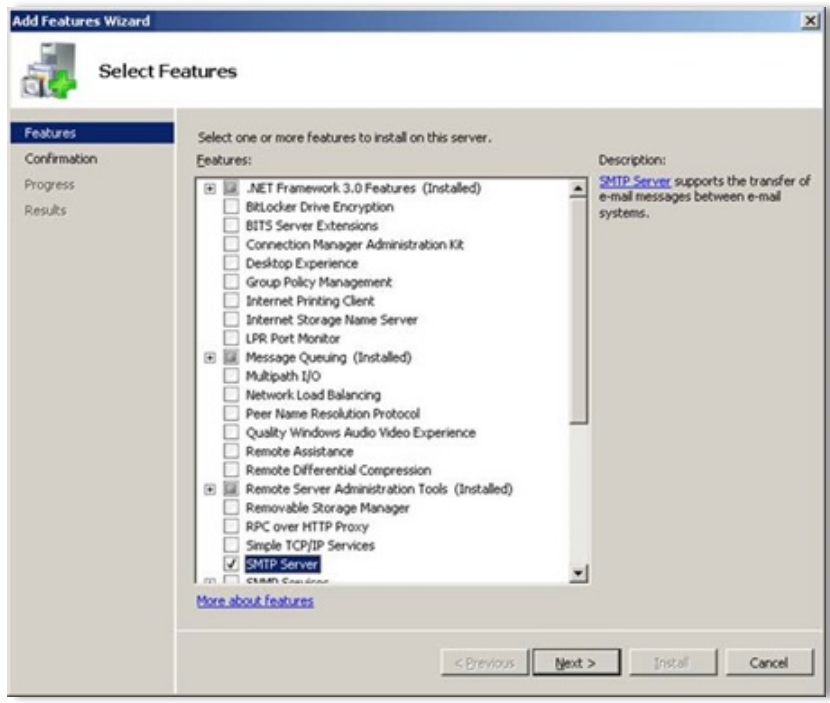 Add Features Wizard
Select Features
Features
Confirmation
Progress
Results
Select one or more features to install on this server.
Features:
.NET Framework 3.0 Features (Installed)
BitLocker Drive Encryption
BITS Server Extensions
Connection Manager Administration Kit
Desktop Experience
Group Policy Management
Internet Printing Client
Internet Storage Name Server
LPR Port Monitor
Message Queuing (Installed)
Multipath I/O
Network Load Balancing
Peer Name Resolution Protocol
Quality Windows Audio Video Experience
Remote Assistance
Remote Differential Compression
Remote Server Administration Tools (Installed)
Removable Storage Manager
RPC over HTTP Proxy
Simple TCP/IP Services
SMTP Server
SNMP Services
More about features
Description:
SMTP Server supports the transfer of
e-mail messages between e-mail
systems.
< Previous
Next >
Install
Cancel